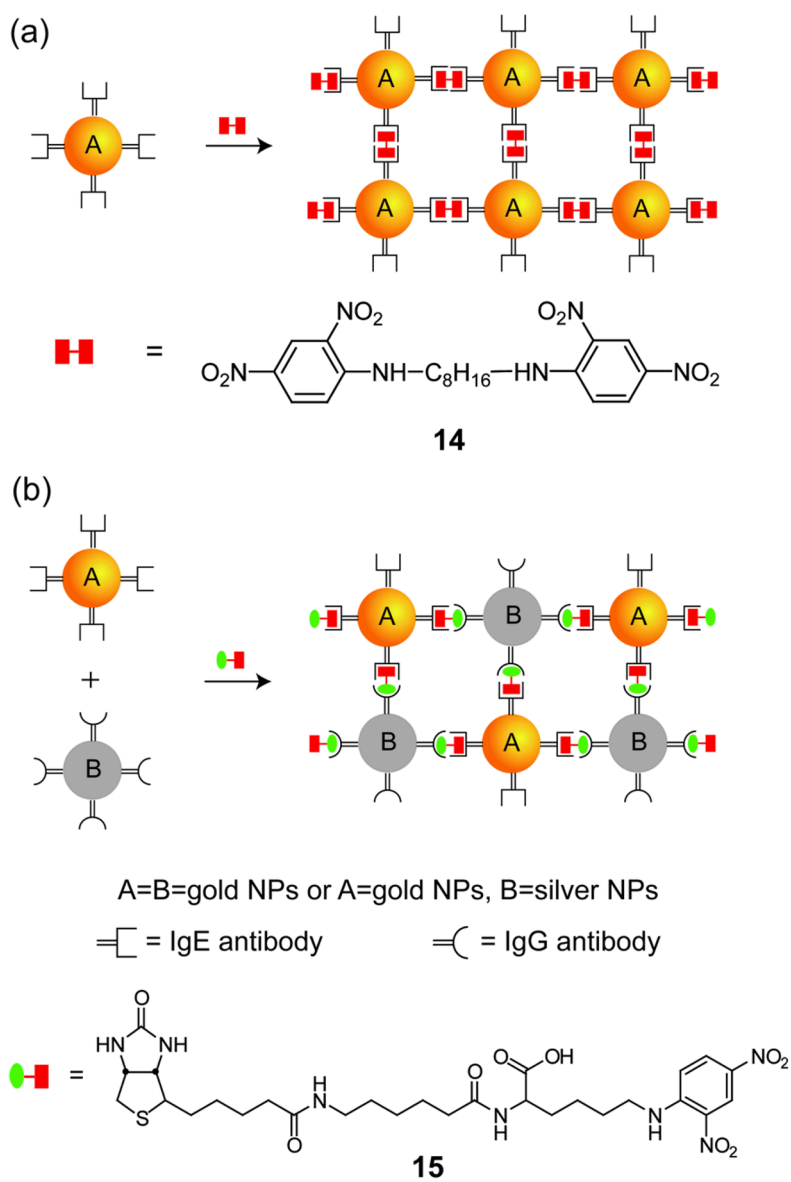 (a)
A
A A A
A A A
=
O₂N NO₂ NH C₈H₁₆ HN O₂N NO₂
14
(b)
A
+
B
A B A
B A B
A=B=gold NPs or A=gold NPs, B=silver NPs
= IgE antibody = IgG antibody
=
O
HN NH
S
O
H
N
O
N
H
O
OH
N
H
NO₂
NO₂
15